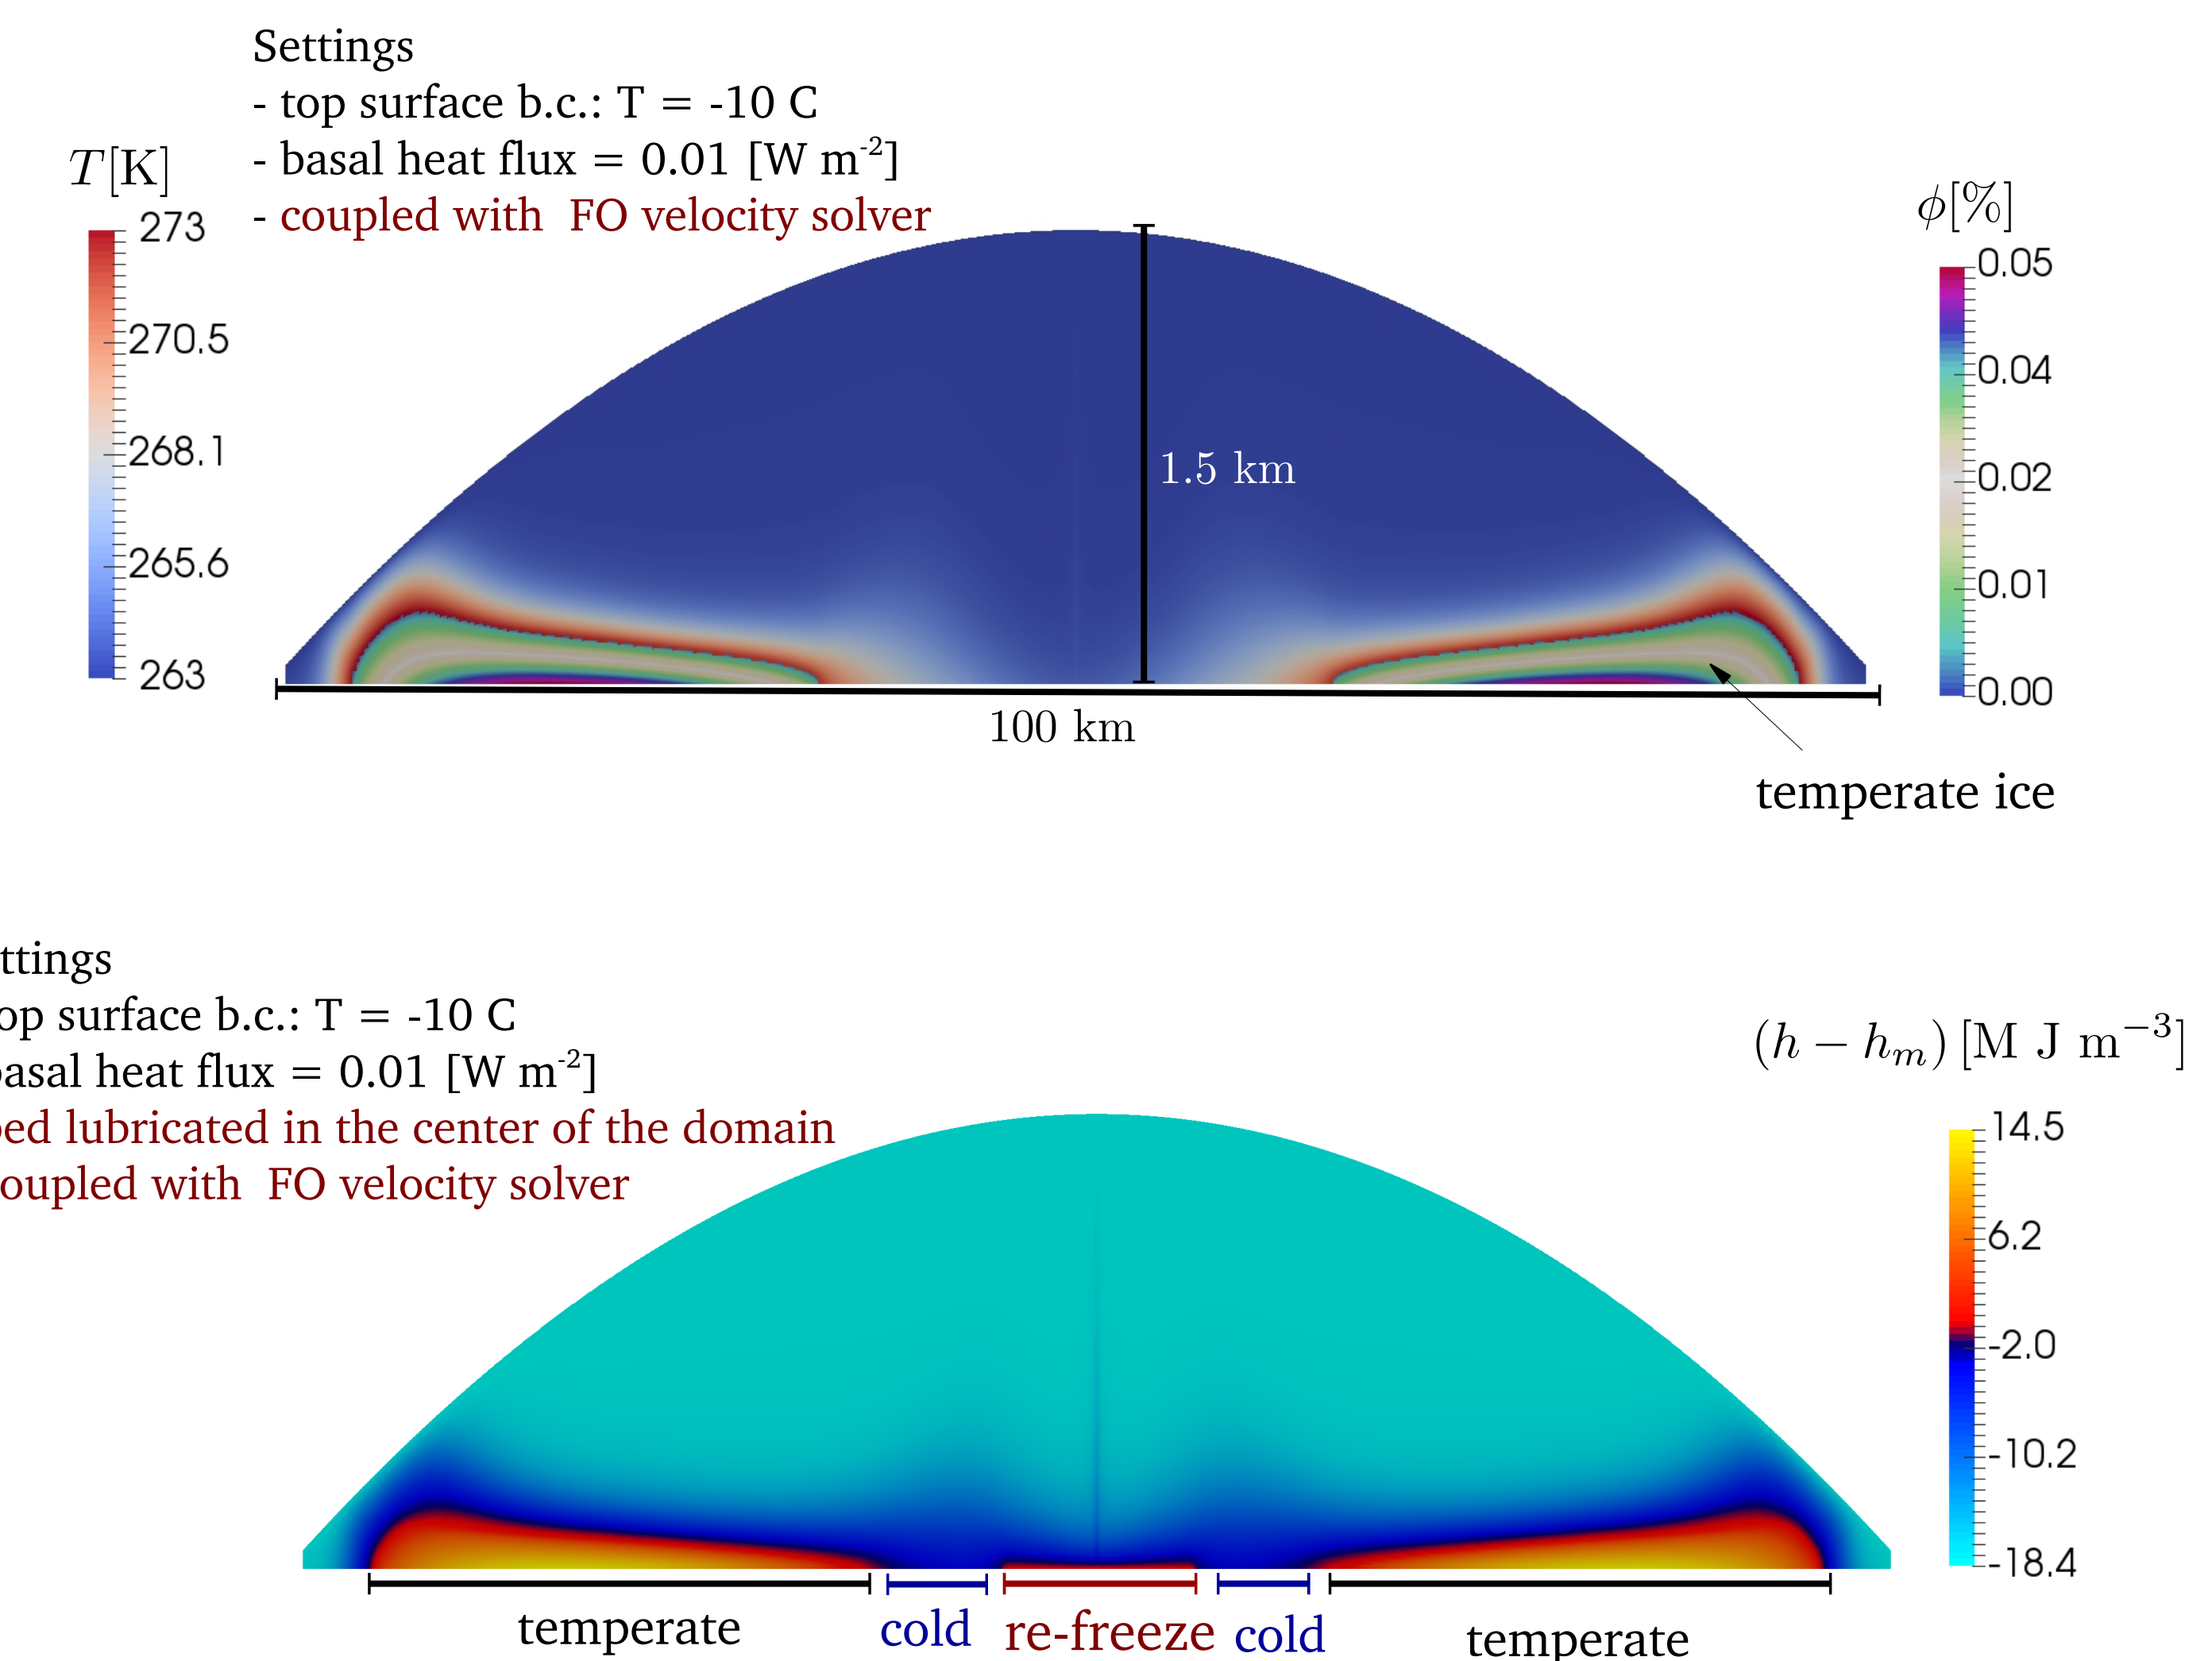 Settings
- top surface b.c.: T = -10 C
- basal heat flux = 0.01 [W m-2]
- coupled with FO velocity solver
T[K]
273
270.5
268.1
265.6
263
1.5 km
100 km
ϕ[%]
0.05
0.04
0.02
0.01
0.00
temperate ice
ttings
op surface b.c.: T = -10 C
asal heat flux = 0.01 [W m-2]
ed lubricated in the center of the domain
oupled with FO velocity solver
(h − hm) [M J m−3]
14.5
6.2
-2.0
-10.2
-18.4
temperate
cold
re-freeze
cold
temperate